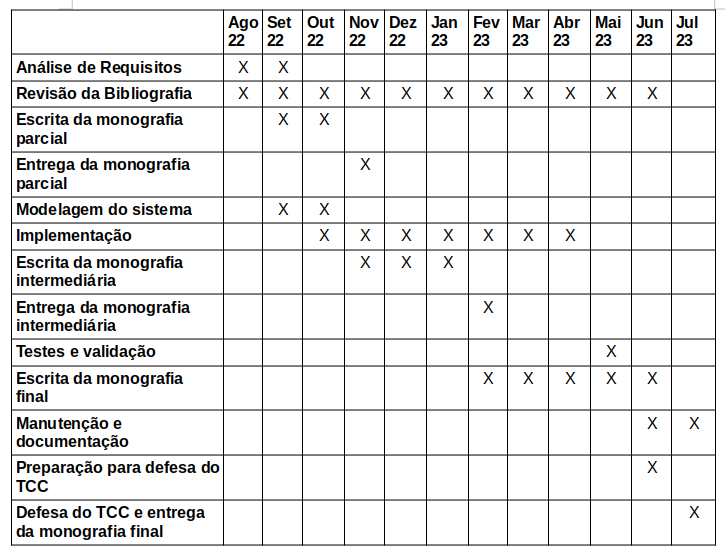 Ago Set Out Nov Dez Jan Fev Mar Abr Mai Jun Jul
22 22 22 22 22 23 23 23 23 23 23 23
Análise de Requisitos X X
Revisão da Bibliografia X X X X X X X X X X X
Escrita da monografia X X
parcial
Entrega da monografia X
parcial
Modelagem do sistema X X
Implementação X X X X X X X
Escrita da monografia X X X
intermediária
Entrega da monografia X
intermediária
Testes e validação X
Escrita da monografia X X X X X
final
Manutenção e X X
documentação
Preparação para defesa do X
TCC
Defesa do TCC e entrega X
da monografia final